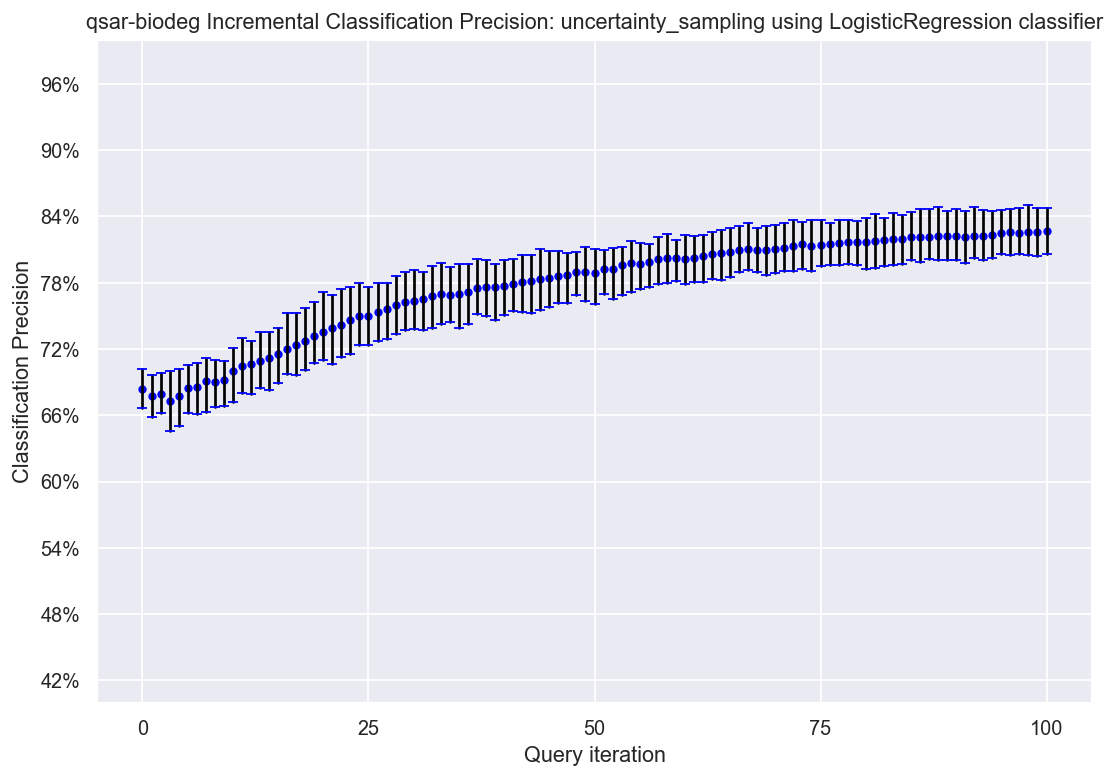 qsar-biodeg Incremental Classification Precision: uncertainty_sampling using LogisticRegression classifier
96%
90%
84%
78%
72%
66%
60%
54%
48%
42%
Classification Precision
0 25 50 75 100
Query iteration